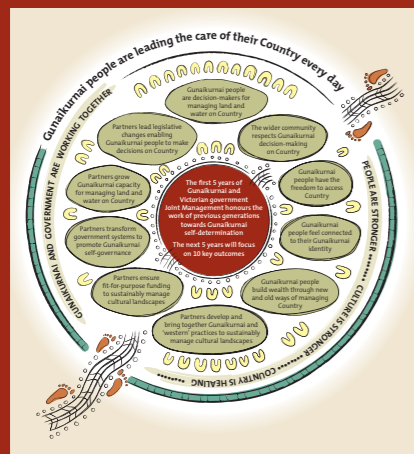 Gunaikurnai people are leading the care of their Country every day
GUNAIKURNAI AND GOVERNMENT ARE WORKING TOGETHER
PEOPLE ARE STRONGER
CULTURE IS STRONGER
COUNTRY IS HEALING
Gunaikurnai people
are decision-makers for
managing land and
water on Country
The wider community
respects Gunaikurnai
decision-making
on Country
Gunaikurnai
people have the
freedom to access
Country
Gunaikurnai
people feel connected
to their Gunaikurnai
identity
Gunaikurnai people
build wealth through new
and old ways of managing
Country
Partners develop and
bring together Gunaikurnai and
'western' practices to sustainably
manage cultural landscapes
Partners ensure
fit-for-purpose funding
to sustainably manage
cultural landscapes
Partners transform
government systems to
promote Gunaikurnai
self-governance
Partners grow
Gunaikurnai capacity
for managing land and
water on Country
Partners lead legislative
changes enabling
Gunaikurnai people to make
decisions on Country
The first 5 years of
Gunaikurnai and
Victorian government
Joint Management honours the
work of previous generations
towards Gunaikurnai
self-determination
The next 5 years will focus
on 10 key outcomes